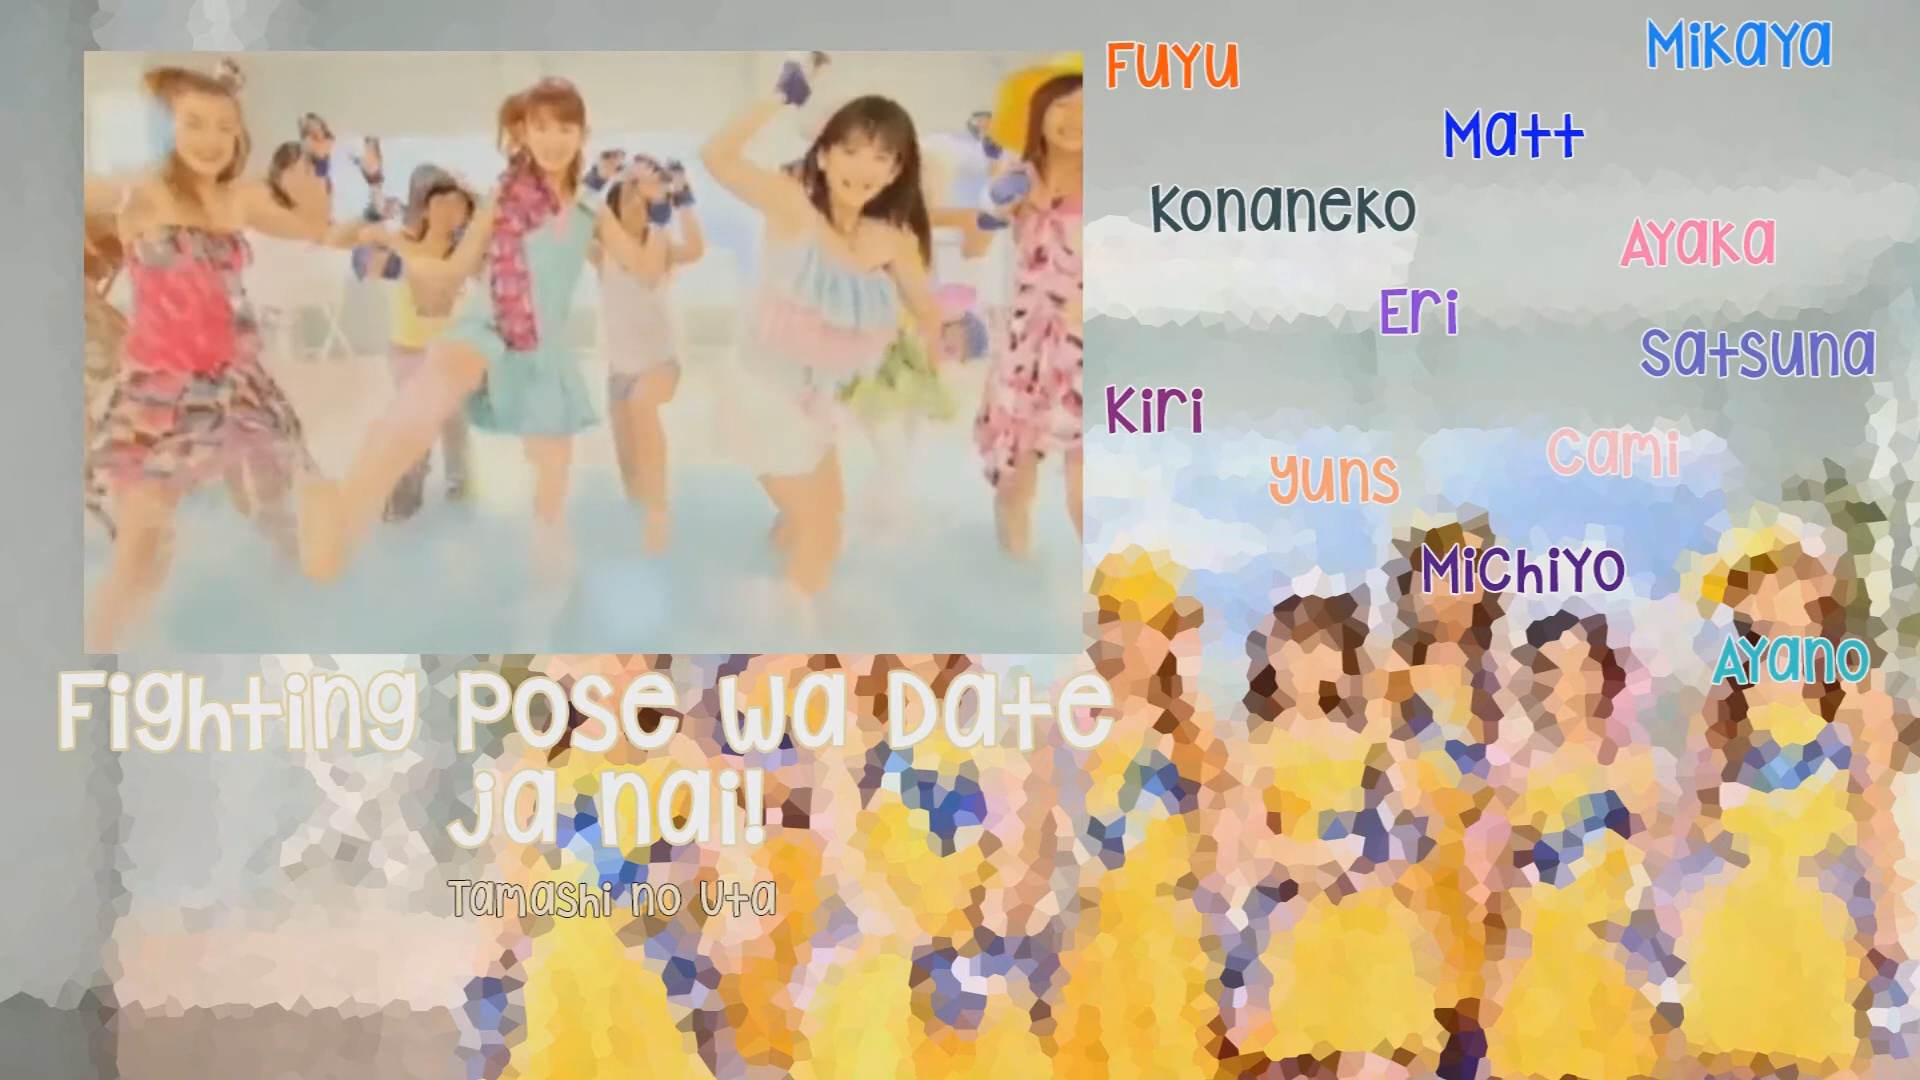 Fuyu
Mikaya
Matt
Konaneko
Ayaka
Eri
Satsuna
Kiri
Cami
yuns
Michiyo
Ayano
Fighting Pose wa Date
ja nai!
Tamashi no Uta